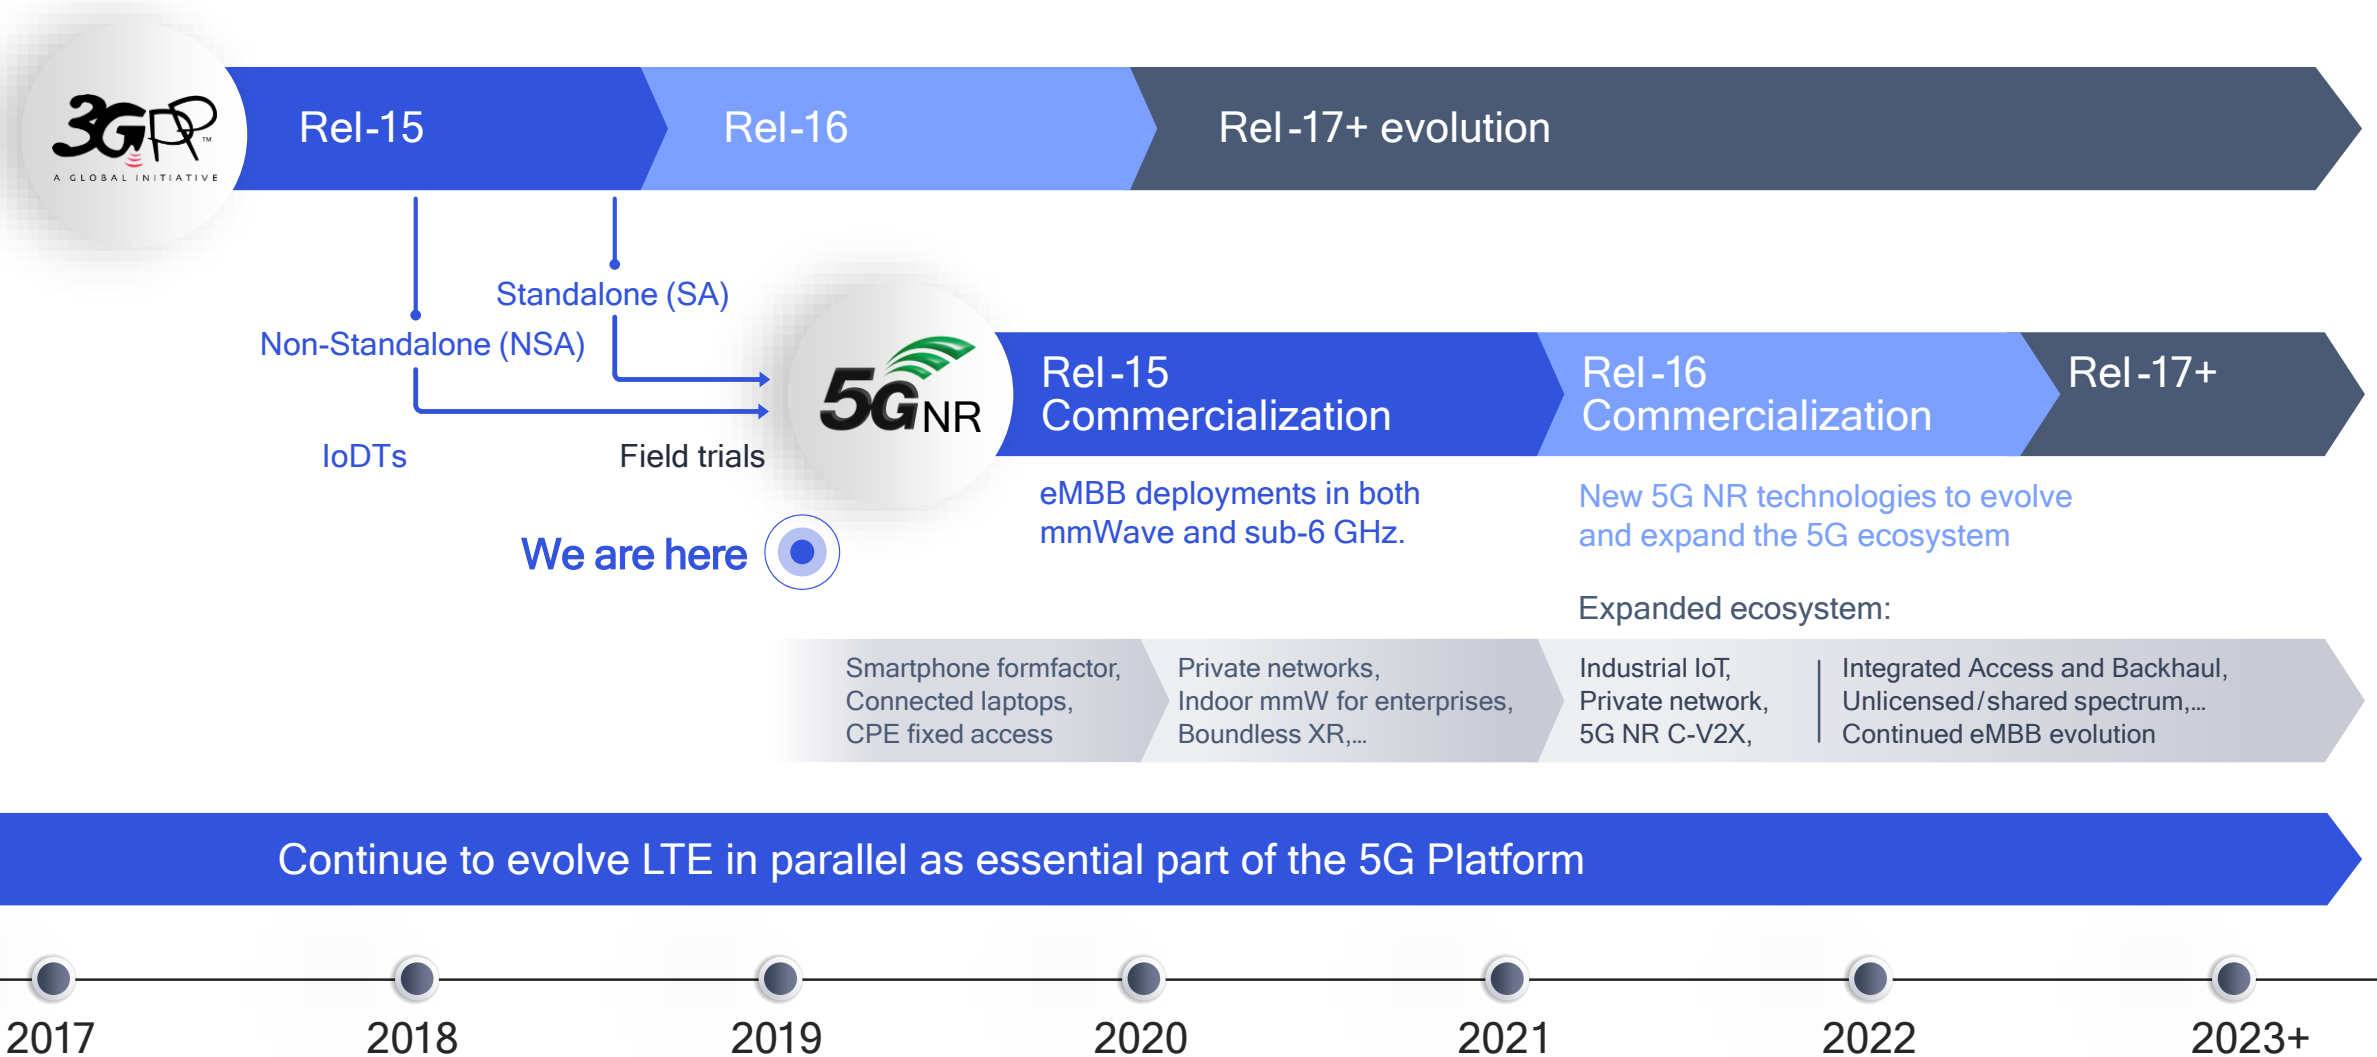 3GPP™
A GLOBAL INITIATIVE
Rel-15
Rel-16
Rel-17+ evolution
Standalone (SA)
Non-Standalone (NSA)
IoDTs
Field trials
We are here
5G NR
Rel-15
Commercialization
Rel-16
Commercialization
Rel-17+
eMBB deployments in both
mmWave and sub-6 GHz.
New 5G NR technologies to evolve
and expand the 5G ecosystem
Expanded ecosystem:
Smartphone formfactor,
Connected laptops,
CPE fixed access
Private networks,
Indoor mmW for enterprises,
Boundless XR,...
Industrial IoT,
Private network,
5G NR C-V2X,
Integrated Access and Backhaul,
Unlicensed/shared spectrum,...
Continued eMBB evolution
Continue to evolve LTE in parallel as essential part of the 5G Platform
2017
2018
2019
2020
2021
2022
2023+